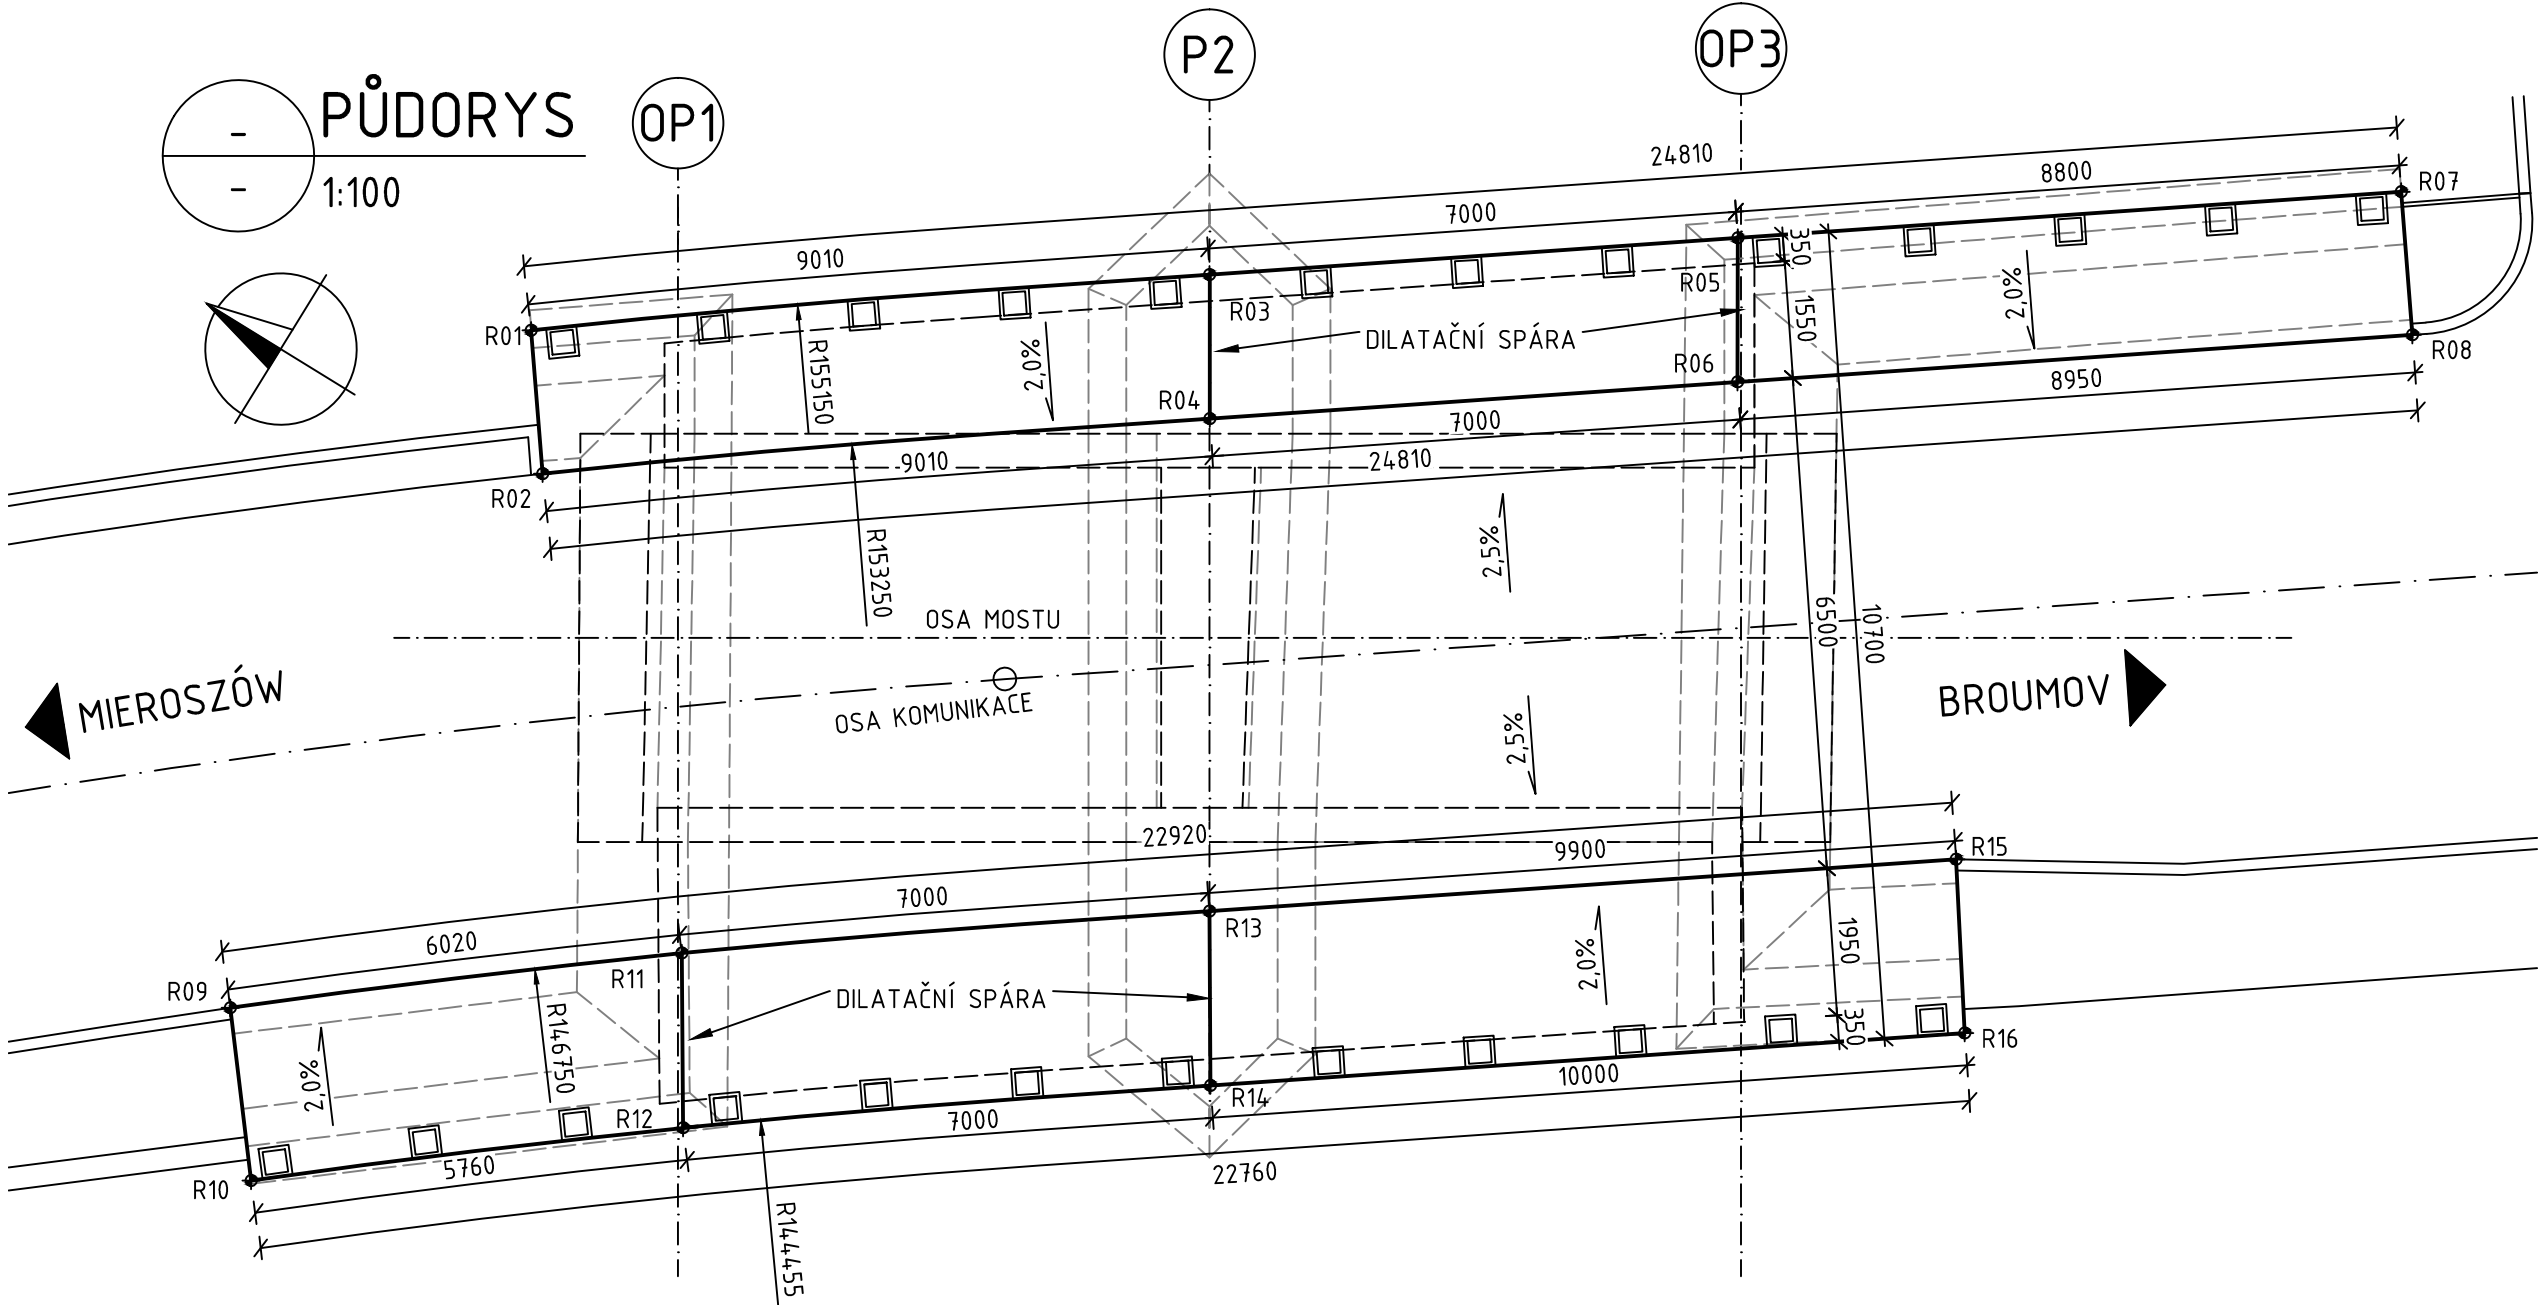 OP1
P2
OP3
-
PŮDORYS
-
1:100
24810
8800
7000
9010
R07
R01
R03
R05
350
2,0%
1550
DILATAČNÍ SPÁRA
R155150
2,0%
R04
R06
R08
8950
7000
9010
24810
R02
R153250
2,5%
OSA MOSTU
6500
10700
MIEROSZÓW
OSA KOMUNIKACE
BROUMOV
2,5%
22920
9900
R15
7000
6020
R13
R11
R09
DILATAČNÍ SPÁRA
2,0%
1950
R146750
2,0%
350
R16
10000
R14
R12
7000
5760
22760
R10
R144455